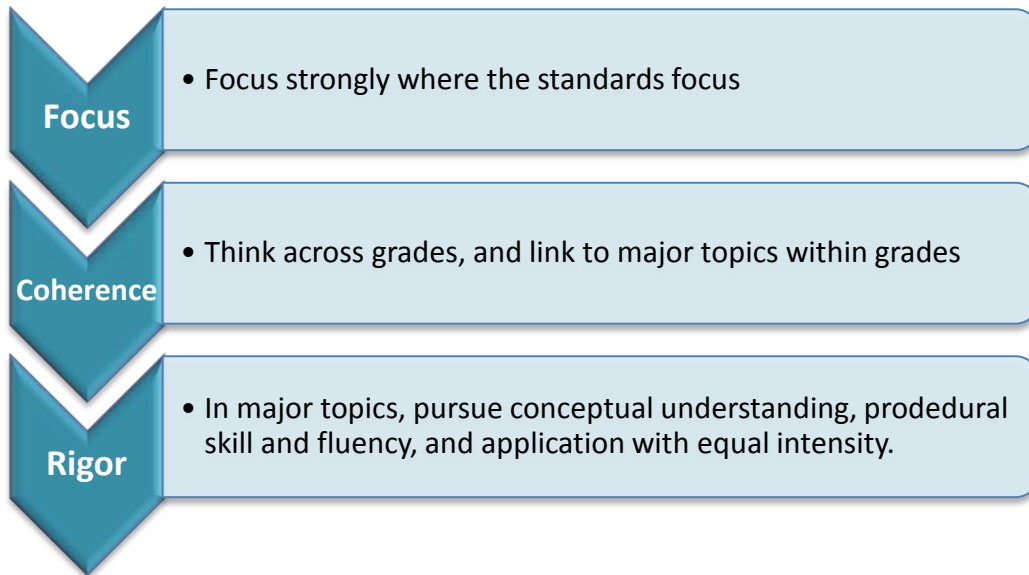 Focus
• Focus strongly where the standards focus
Coherence
• Think across grades, and link to major topics within grades
Rigor
• In major topics, pursue conceptual understanding, prodedural
skill and fluency, and application with equal intensity.